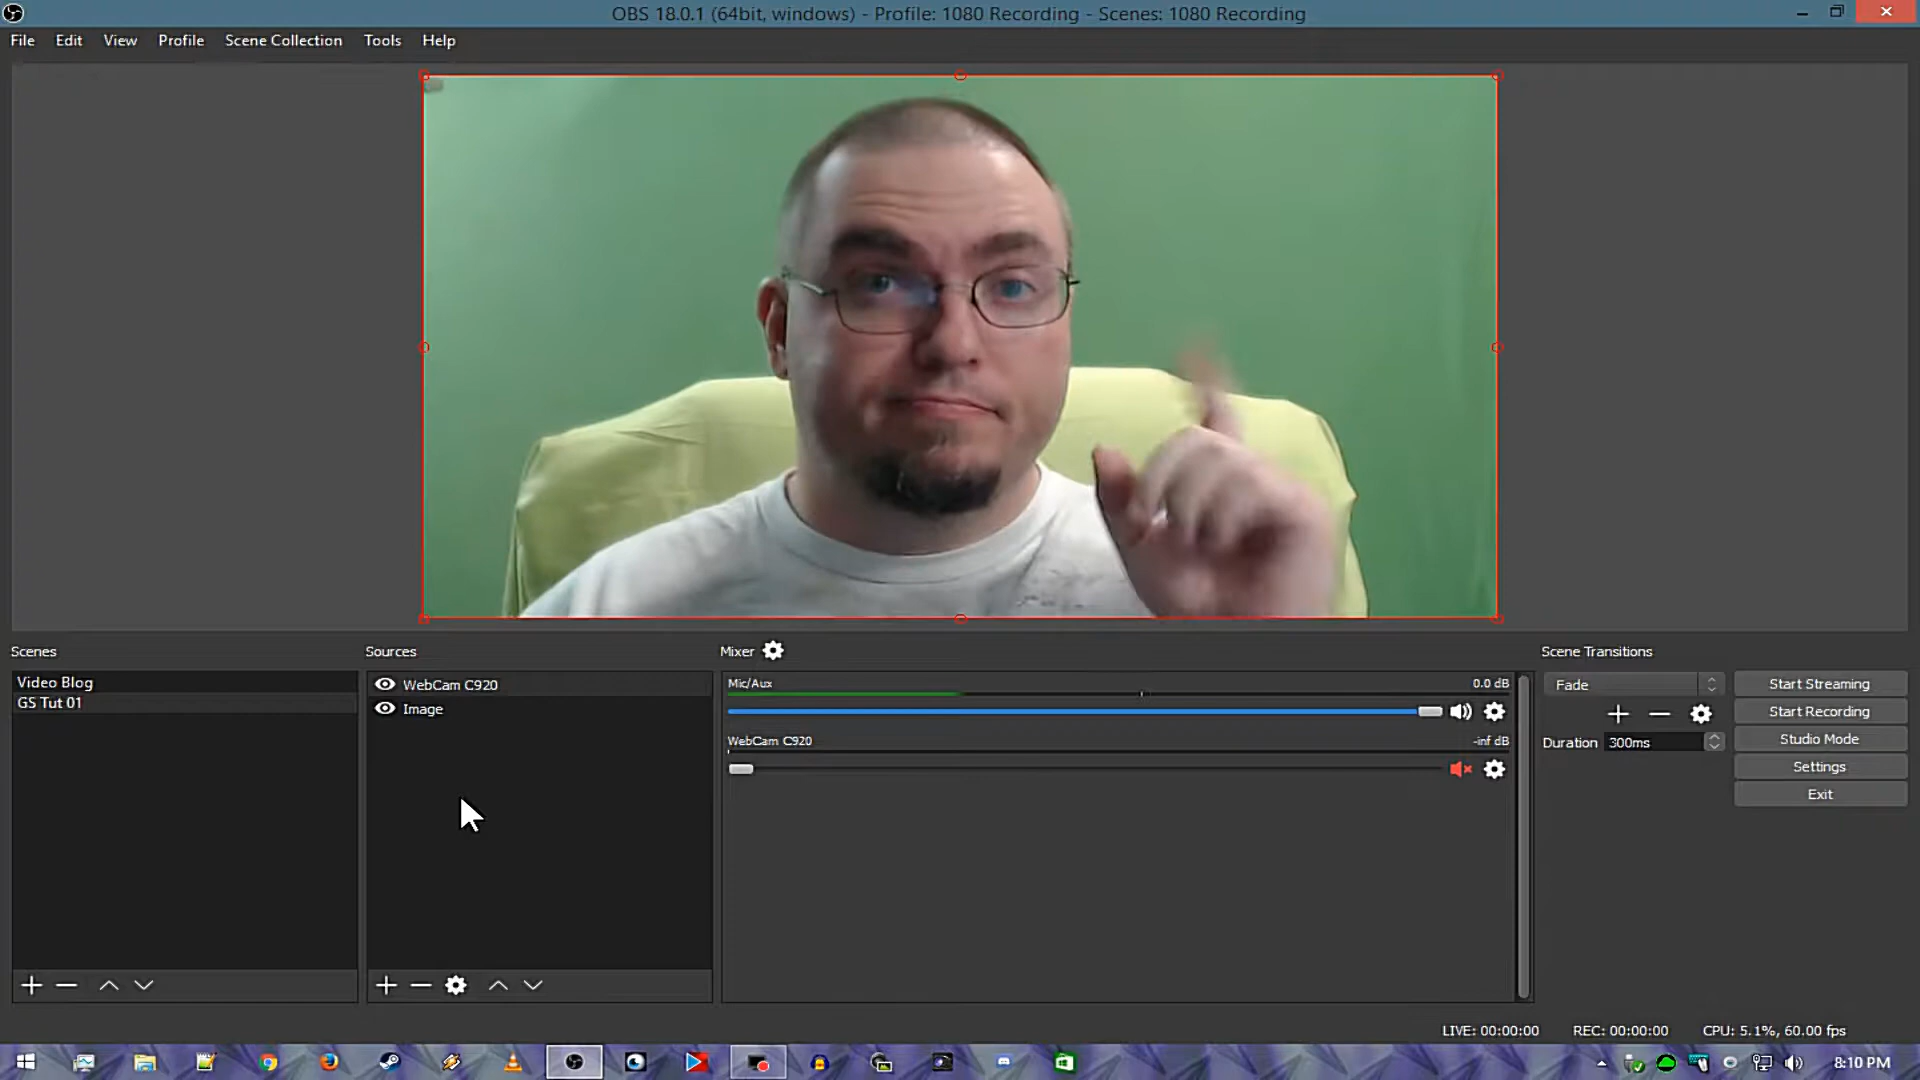 OBS 18.0.1 (64bit, windows) - Profile: 1080 Recording - Scenes: 1080 Recording
File Edit View Profile Scene Collection Tools Help
Scenes
Video Blog
GS Tut 01
Sources
WebCam C920
Image
Mixer
Mic/Aux 0.0 dB
WebCam C920 -inf dB
Scene Transitions
Fade
Duration 300ms
Start Streaming
Start Recording
Studio Mode
Settings
Exit
LIVE: 00:00:00 REC: 00:00:00 CPU: 5.1%, 60.00 fps
8:10 PM